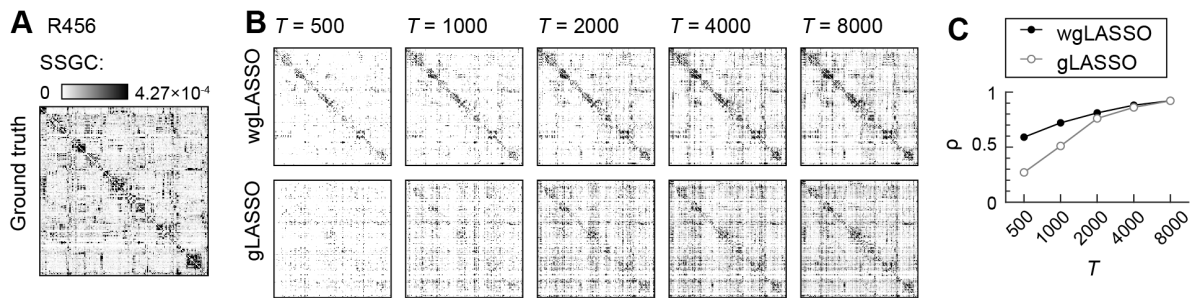 A R456
SSGC:
0 4.27×10⁻⁴
Ground truth
B T = 500 T = 1000 T = 2000 T = 4000 T = 8000
wgLASSO
gLASSO
C
wgLASSO
gLASSO
1
0.5
0
ρ
500 1000 2000 4000 8000
T